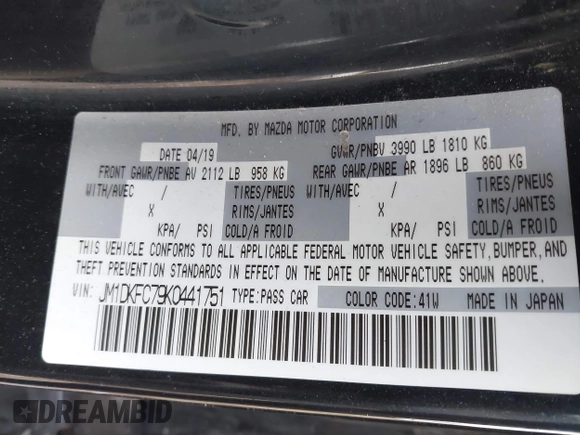 MFD. BY MAZDA MOTOR CORPORATION
DATE 04/19 GVWR/PNBV 3990 LB 1810 KG
FRONT GAWR/PNBE AV 2112 LB 958 KG REAR GAWR/PNBE AR 1896 LB 860 KG
WITH/AVEC / TIRES/PNEUS WITH/AVEC / TIRES/PNEUS
X RIMS/JANTES X RIMS/JANTES
KPA/ PSI COLD/A FROID KPA/ PSI COLD/A FROID
THIS VEHICLE CONFORMS TO ALL APPLICABLE FEDERAL MOTOR VEHICLE SAFETY, BUMPER, AND
THEFT PREVENTION STANDARDS IN EFFECT ON THE DATE OF MANUFACTURE SHOWN ABOVE.
VIN: JM1DKFC79K0441751 TYPE:PASS CAR COLOR CODE:41W MADE IN JAPAN
DREAMBID